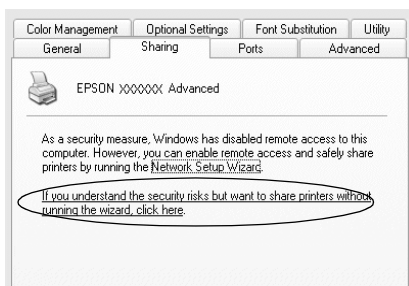 Color Management Optional Settings Font Substitution Utility
General Sharing Ports Advanced
EPSON XXXXXX Advanced
As a security measure, Windows has disabled remote access to this
computer. However, you can enable remote access and safely share
printers by running the Network Setup Wizard.
If you understand the security risks but want to share printers without
running the wizard, click here.